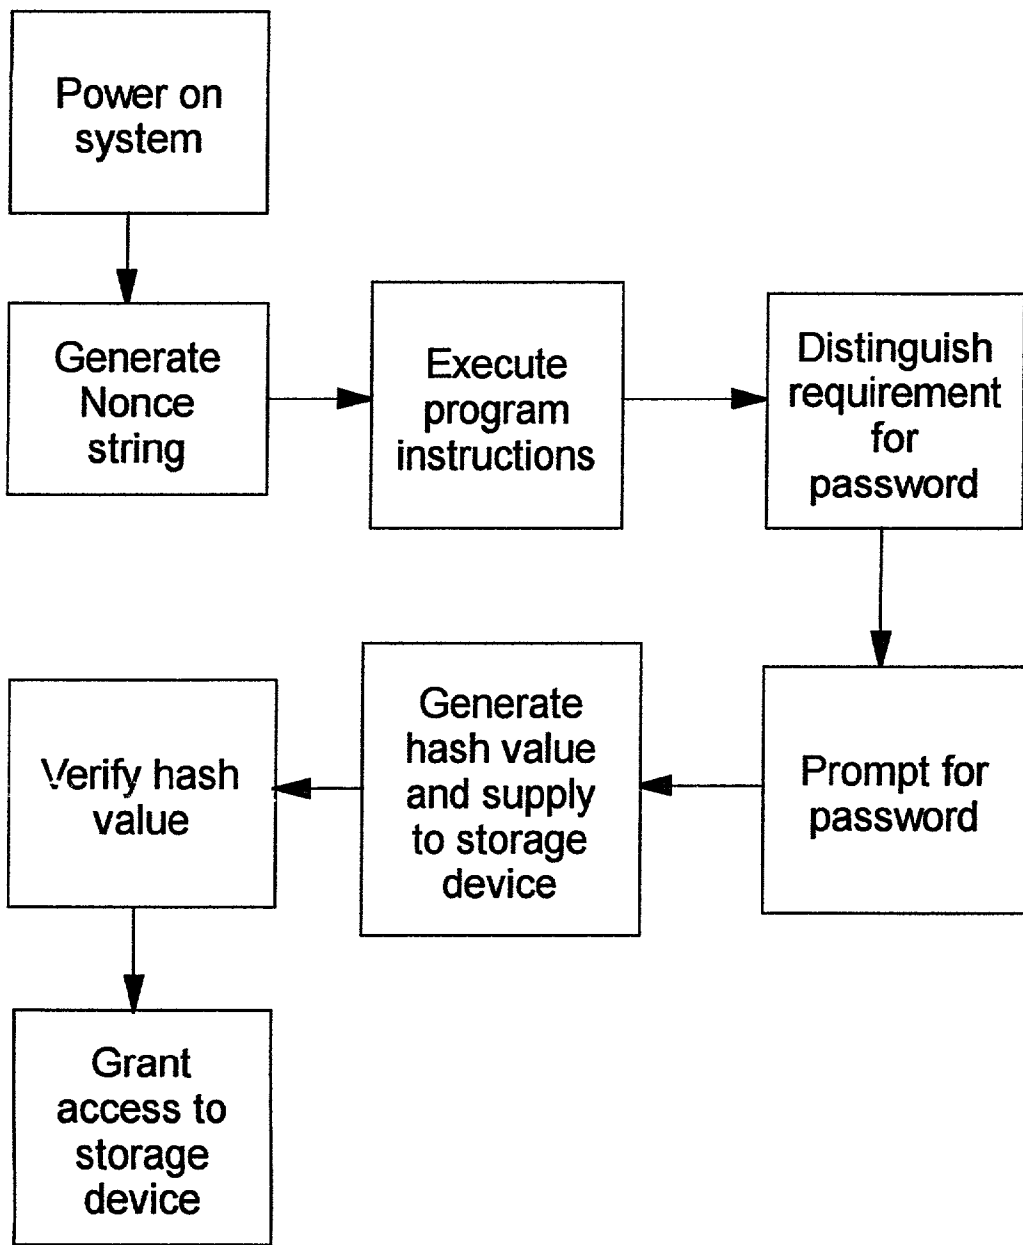 Power on
system
Generate
Nonce
string
Execute
program
instructions
Distinguish
requirement
for
password
Prompt for
password
Generate
hash value
and supply
to storage
device
Verify hash
value
Grant
access to
storage
device